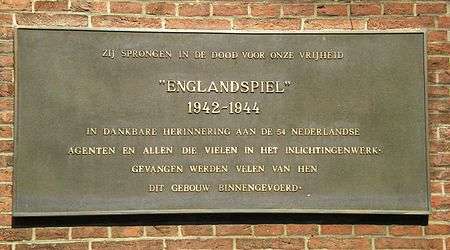 ZIJ SPRONGEN IN DE DOOD VOOR ONZE VRIJHEID
"ENGLANDSPIEL"
1942-1944
IN DANKBARE HERINNERING AAN DE 54 NEDERLANDSE
AGENTEN EN ALLEN DIE VIELEN IN HET INLICHTINGENWERK·
GEVANGEN WERDEN VELEN VAN HEN
DIT GEBOUW BINNENGEVOERD·